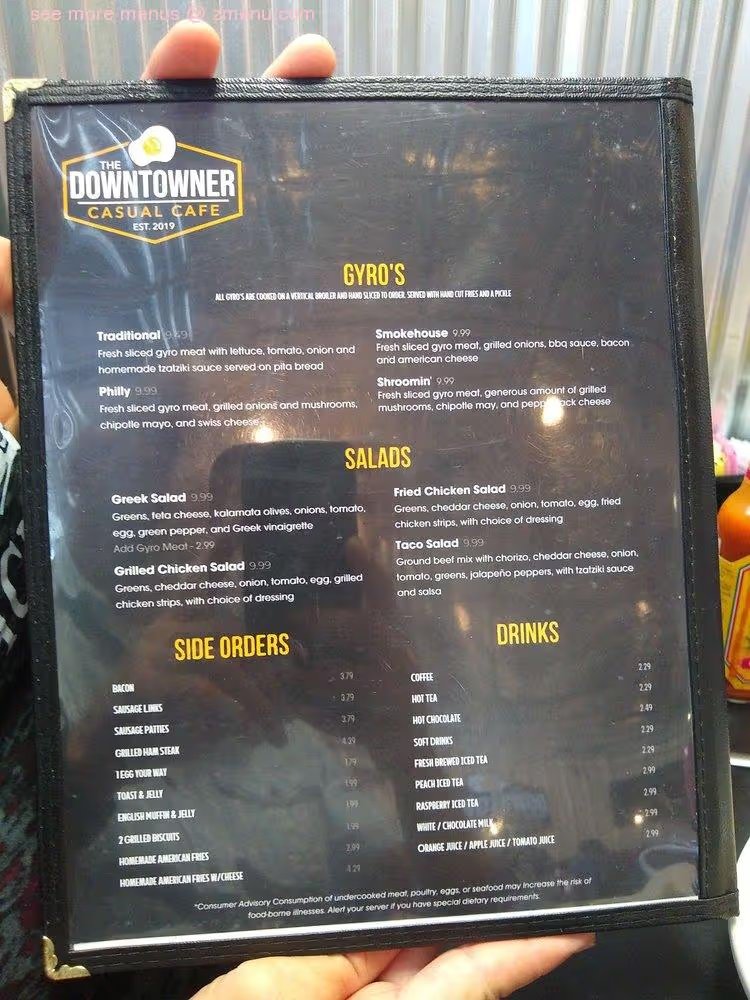 see more menus @ zmenu.com
THE
DOWNTOWNER
CASUAL CAFE
EST. 2019
GYRO'S
ALL GYRO'S ARE COOKED ON A VERTICAL BROILER AND HAND SLICED TO ORDER. SERVED WITH HAND CUT FRIES AND A PICKLE
Traditional
Fresh sliced gyro meat with lettuce, tomato, onion and
homemade tzatziki sauce served on pita bread
Philly 9.99
Fresh sliced gyro meat, grilled onions and mushrooms,
chipotle mayo, and swiss cheese
Smokehouse 9.99
Fresh sliced gyro meat, grilled onions, bbq sauce, bacon
and american cheese
Shroomin' 9.99
Fresh sliced gyro meat, generous amount of grilled
mushrooms, chipotle may, and cheese
SALADS
Greek Salad 9.99
Greens, feta cheese, kalamata olives, onions, tomato,
egg, green pepper, and Greek vinaigrette
Add Gyro Meat - 2.99
Grilled Chicken Salad 9.99
Greens, cheddar cheese, onion, tomato, egg, grilled
chicken strips, with choice of dressing
Fried Chicken Salad 9.99
Greens, cheddar cheese, onion, tomato, egg, fried
chicken strips, with choice of dressing
Taco Salad 9.99
Ground beef mix with chorizo, cheddar cheese, onion,
tomato, greens, jalapeño peppers, with tzatziki sauce
and salsa
SIDE ORDERS
BACON 3.79
SAUSAGE LINKS 3.79
SAUSAGE PATTIES 3.79
GRILLED HAM STEAK 4.39
1 EGG YOUR WAY 1.79
TOAST & JELLY 1.99
ENGLISH MUFFIN & JELLY 1.99
2 GRILLED BISCUITS 1.99
HOMEMADE AMERICAN FRIES 2.99
HOMEMADE AMERICAN FRIES W/CHEESE 4.29
DRINKS
COFFEE 2.29
HOT TEA 2.29
HOT CHOCOLATE 2.49
SOFT DRINKS 2.29
FRESH BREWED ICED TEA 2.29
PEACH ICED TEA 2.99
RASPBERRY ICED TEA 2.99
WHITE / CHOCOLATE MILK 2.99
ORANGE JUICE / APPLE JUICE / TOMATO JUICE 2.99
*Consumer Advisory Consumption of undercooked meat, poultry, eggs, or seafood may increase the risk of
food-borne illnesses. Alert your server if you have special dietary requirements.